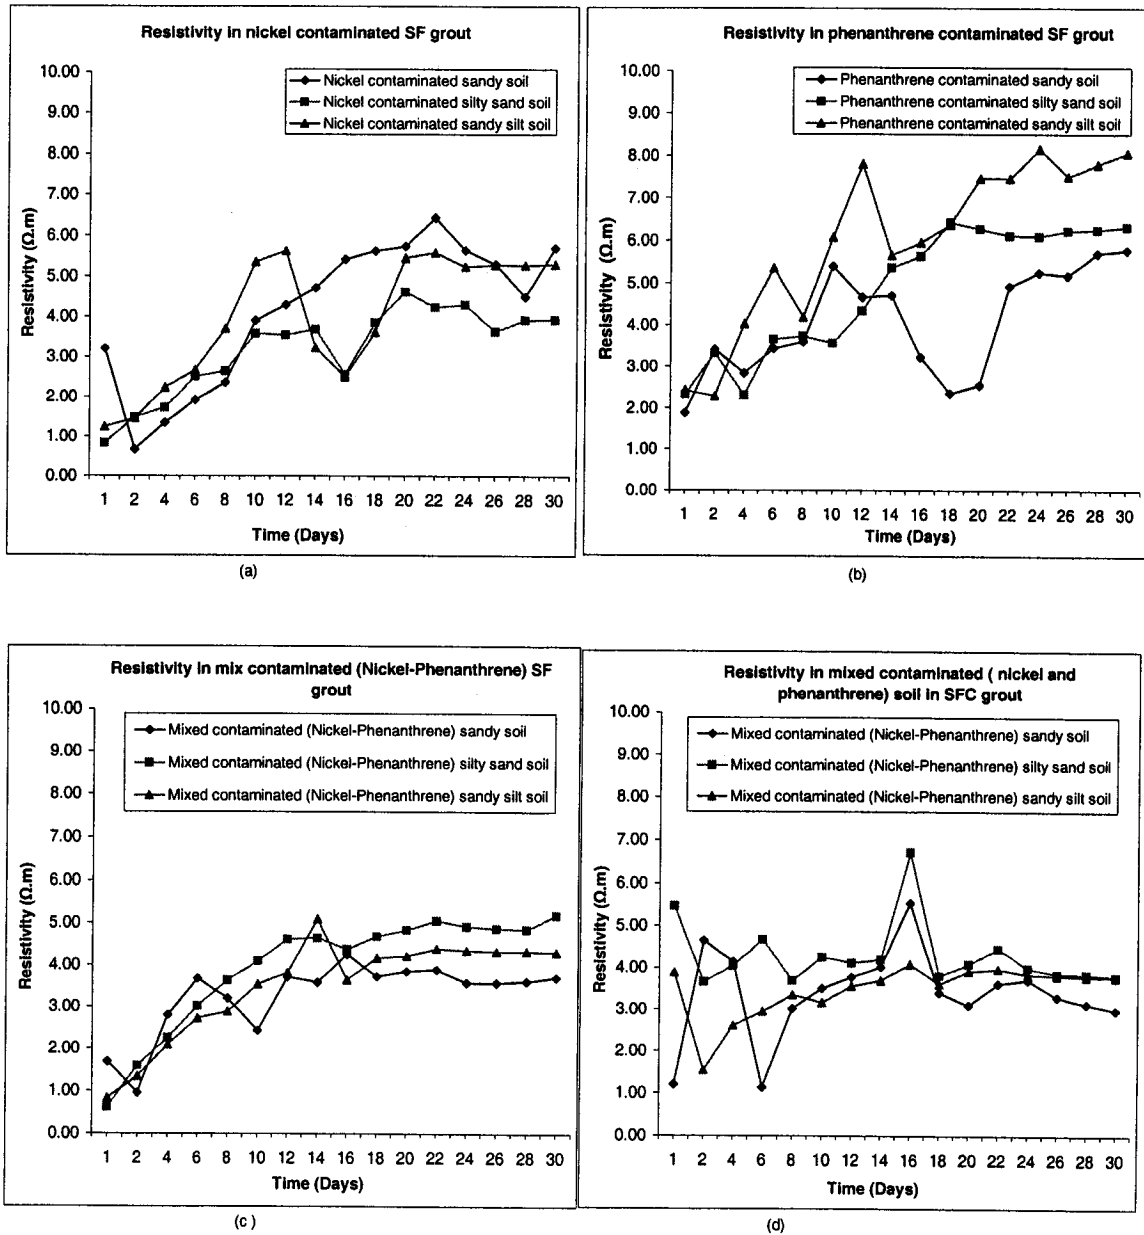 Resistivity in nickel contaminated SF grout
Nickel contaminated sandy soil
Nickel contaminated silty sand soil
Nickel contaminated sandy silt soil
10.00
9.00
8.00
7.00
6.00
5.00
4.00
3.00
2.00
1.00
0.00
Resistivity (Ω.m)
1 2 4 6 8 10 12 14 16 18 20 22 24 26 28 30
Time (Days)
(a)
Resistivity in phenanthrene contaminated SF grout
Phenanthrene contaminated sandy soil
Phenanthrene contaminated silty sand soil
Phenanthrene contaminated sandy silt soil
10.00
9.00
8.00
7.00
6.00
5.00
4.00
3.00
2.00
1.00
0.00
Resistivity (Ω.m)
1 2 4 6 8 10 12 14 16 18 20 22 24 26 28 30
Time (Days)
(b)
Resistivity in mix contaminated (Nickel-Phenanthrene) SF
grout
Mixed contaminated (Nickel-Phenanthrene) sandy soil
Mixed contaminated (Nickel-Phenanthrene) silty sand soil
Mixed contaminated (Nickel-Phenanthrene) sandy silt soil
10.00
9.00
8.00
7.00
6.00
5.00
4.00
3.00
2.00
1.00
0.00
Resistivity (Ω.m)
1 2 4 6 8 10 12 14 16 18 20 22 24 26 28 30
Time (Days)
(c )
Resistivity in mixed contaminated ( nickel and
phenanthrene) soil in SFC grout
Mixed contaminated (Nickel-Phenanthrene) sandy soil
Mixed contaminated (Nickel-Phenanthrene) silty sand soil
Mixed contaminated (Nickel-Phenanthrene) sandy silt soil
10.00
9.00
8.00
7.00
6.00
5.00
4.00
3.00
2.00
1.00
0.00
Resistivity (Ω.m)
1 2 4 6 8 10 12 14 16 18 20 22 24 26 28 30
Time (Days)
(d)